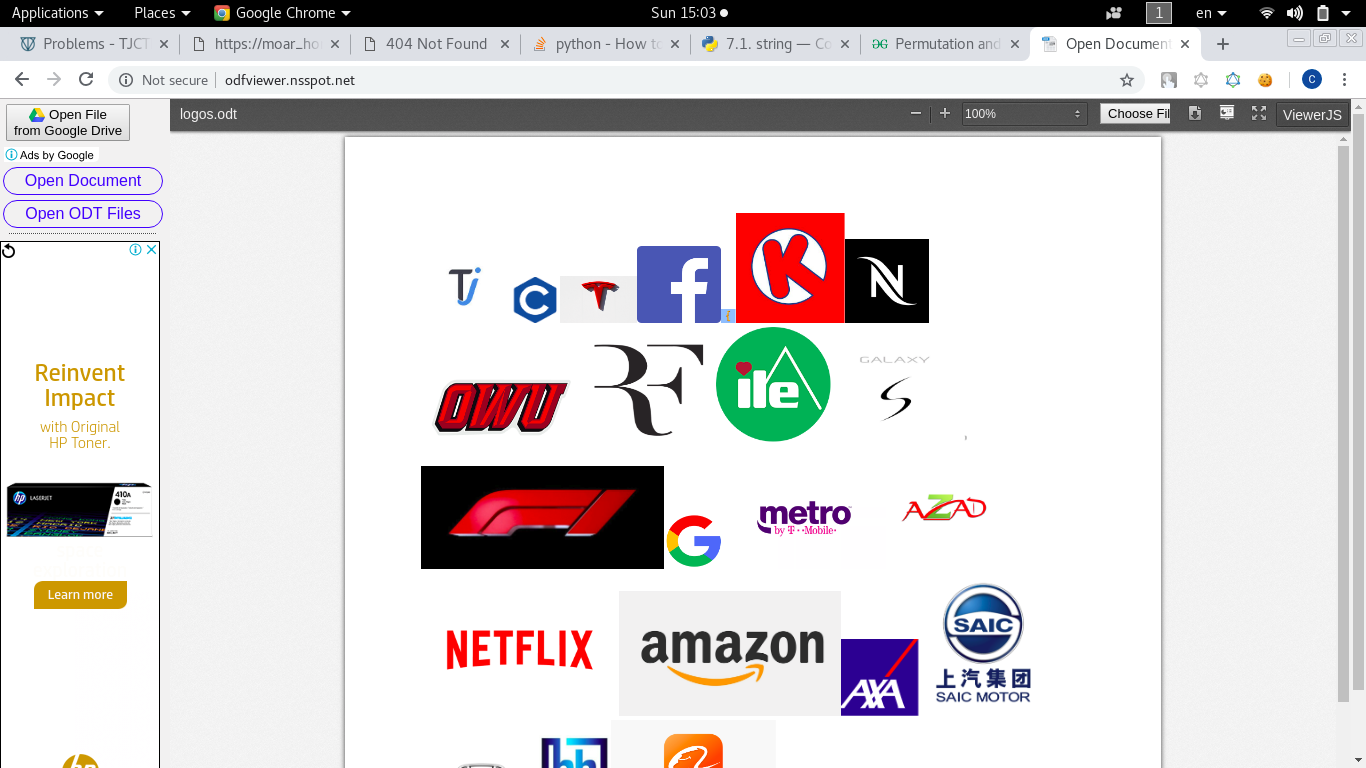 Applications Places Google Chrome Sun 15:03 1 en
Problems - TJCT https://moar_ho 404 Not Found python - How to 7.1. string — Co Permutation and Open Document
Not secure odfviewer.nsspot.net C
Open File
from Google Drive
logos.odt 100% Choose Fil ViewerJS
Ads by Google
Open Document
Open ODT Files
Reinvent
Impact
with Original
HP Toner.
hp LASERJET 410A
Learn more
hp
TJ C T f K N
OWU RF ile GALAXY
S
F1 G metro
by T-Mobile AZAD
NETFLIX amazon AXA SAIC
上汽集团
SAIC MOTOR
hh